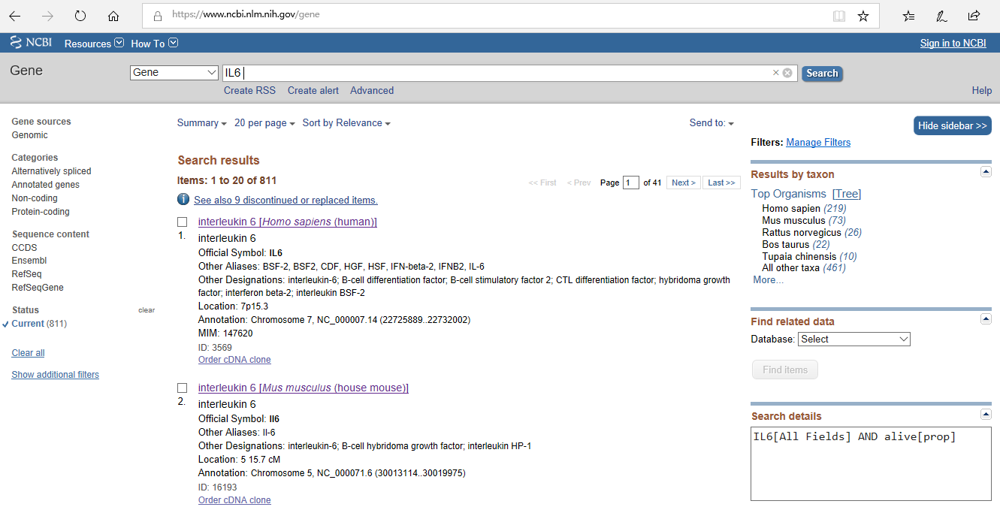 https://www.ncbi.nlm.nih.gov/gene
NCBI Resources How To Sign in to NCBI
Gene Gene IL6 Search
Create RSS Create alert Advanced Help
Gene sources
Genomic
Categories
Alternatively spliced
Annotated genes
Non-coding
Protein-coding
Sequence content
CCDS
Ensembl
RefSeq
RefSeqGene
Status clear
Current (811)
Clear all
Show additional filters
Summary 20 per page Sort by Relevance Send to:
Search results
Items: 1 to 20 of 811
<< First < Prev Page 1 of 41 Next > Last >>
See also 9 discontinued or replaced items.
interleukin 6 [Homo sapiens (human)]
1. interleukin 6
Official Symbol: IL6
Other Aliases: BSF-2, BSF2, CDF, HGF, HSF, IFN-beta-2, IFNB2, IL-6
Other Designations: interleukin-6; B-cell differentiation factor; B-cell stimulatory factor 2; CTL differentiation factor; hybridoma growth
factor; interferon beta-2; interleukin BSF-2
Location: 7p15.3
Annotation: Chromosome 7, NC_000007.14 (22725889..22732002)
MIM: 147620
ID: 3569
Order cDNA clone
interleukin 6 [Mus musculus (house mouse)]
2. interleukin 6
Official Symbol: Il6
Other Aliases: Il-6
Other Designations: interleukin-6; B-cell hybridoma growth factor; interleukin HP-1
Location: 5 15.7 cM
Annotation: Chromosome 5, NC_000071.6 (30013114..30019975)
ID: 16193
Order cDNA clone
Hide sidebar >>
Filters: Manage Filters
Results by taxon
Top Organisms [Tree]
Homo sapien (219)
Mus musculus (73)
Rattus norvegicus (26)
Bos taurus (22)
Tupaia chinensis (10)
All other taxa (461)
More...
Find related data
Database: Select
Find items
Search details
IL6[All Fields] AND alive[prop]